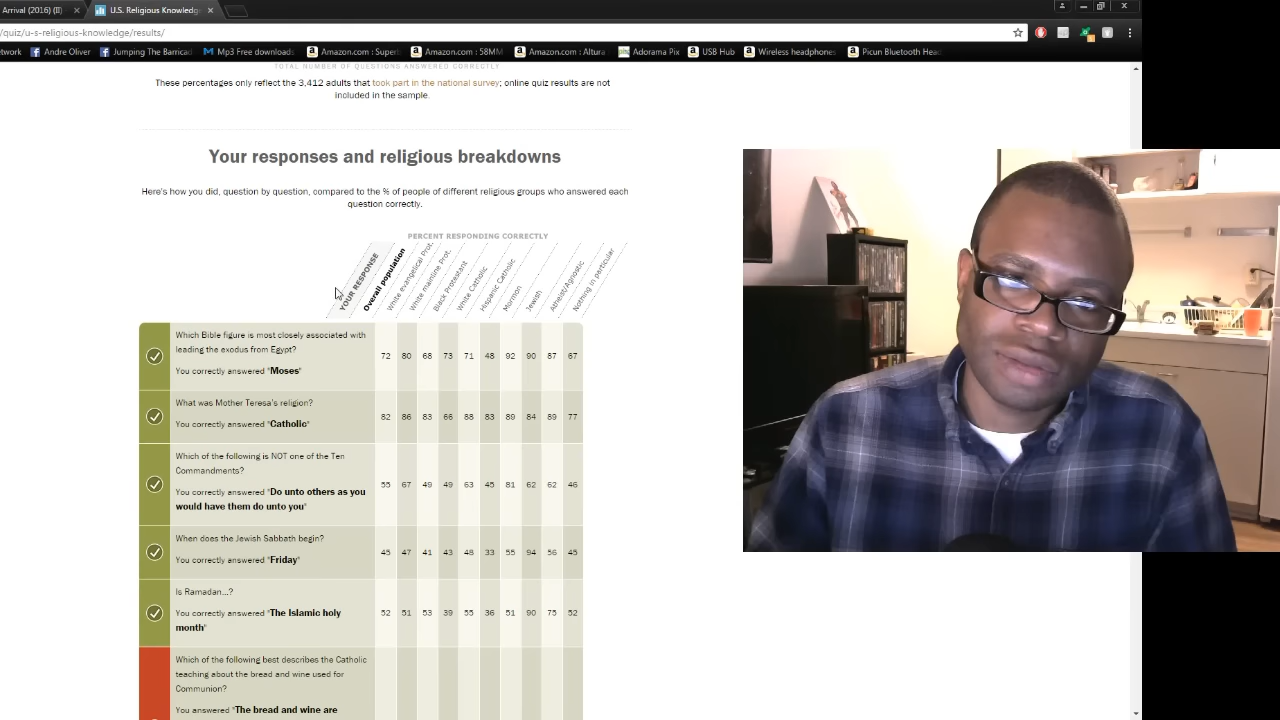 Arrival (2016) (II)
U.S. Religious Knowledg
/quiz/u-s-religious-knowledge/results/
etwork
Andre Oliver
Jumping The Barricad
Mp3 Free downloads
Amazon.com : Super
Amazon.com : 58MM
Amazon.com : Altura
Adorama Pix
USB Hub
Wireless headphones
Picun Bluetooth Head
TOTAL NUMBER OF QUESTIONS ANSWERED CORRECTLY
These percentages only reflect the 3,412 adults that took part in the national survey; online quiz results are not
included in the sample.
Your responses and religious breakdowns
Here's how you did, question by question, compared to the % of people of different religious groups who answered each
question correctly.
PERCENT RESPONDING CORRECTLY
YOUR RESPONSE
Overall population
White evangelical Prot.
White mainline Prot.
Black Protestant
White Catholic
Hispanic Catholic
Mormon
Jewish
Atheist/Agnostic
Nothing in particular
Which Bible figure is most closely associated with
leading the exodus from Egypt?
You correctly answered "Moses"
72 80 68 73 71 48 92 90 87 67
What was Mother Teresa's religion?
You correctly answered "Catholic"
82 86 83 66 88 83 89 84 89 77
Which of the following is NOT one of the Ten
Commandments?
You correctly answered "Do unto others as you
would have them do unto you"
55 67 49 49 63 45 81 62 62 46
When does the Jewish Sabbath begin?
You correctly answered "Friday"
45 47 41 43 48 33 55 94 56 45
Is Ramadan...?
You correctly answered "The Islamic holy
month"
52 51 53 39 55 36 51 90 75 52
Which of the following best describes the Catholic
teaching about the bread and wine used for
Communion?
You answered "The bread and wine are